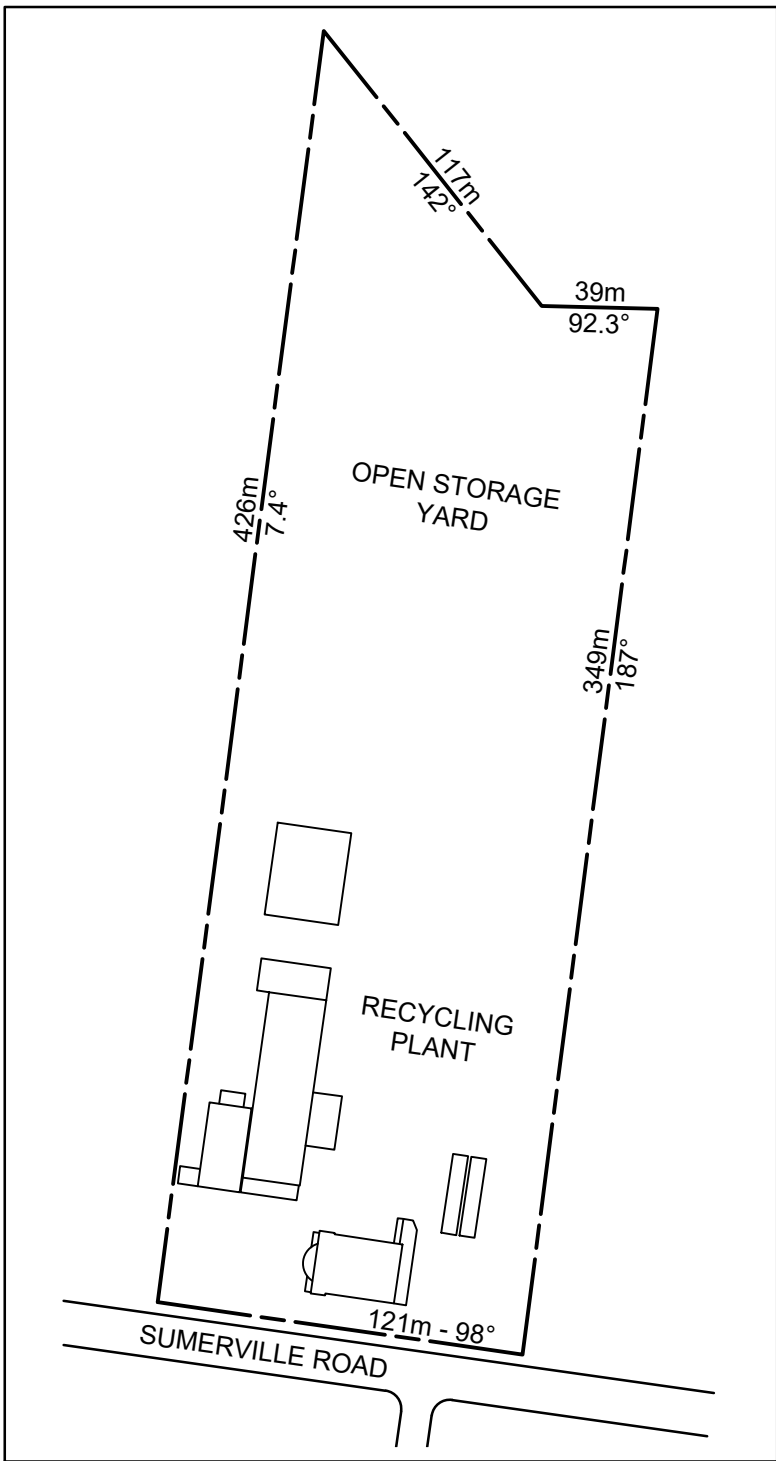 117m
142°
39m
92.3°
OPEN STORAGE
YARD
426m
7.4°
349m
187°
RECYCLING
PLANT
121m - 98°
SUMERVILLE ROAD